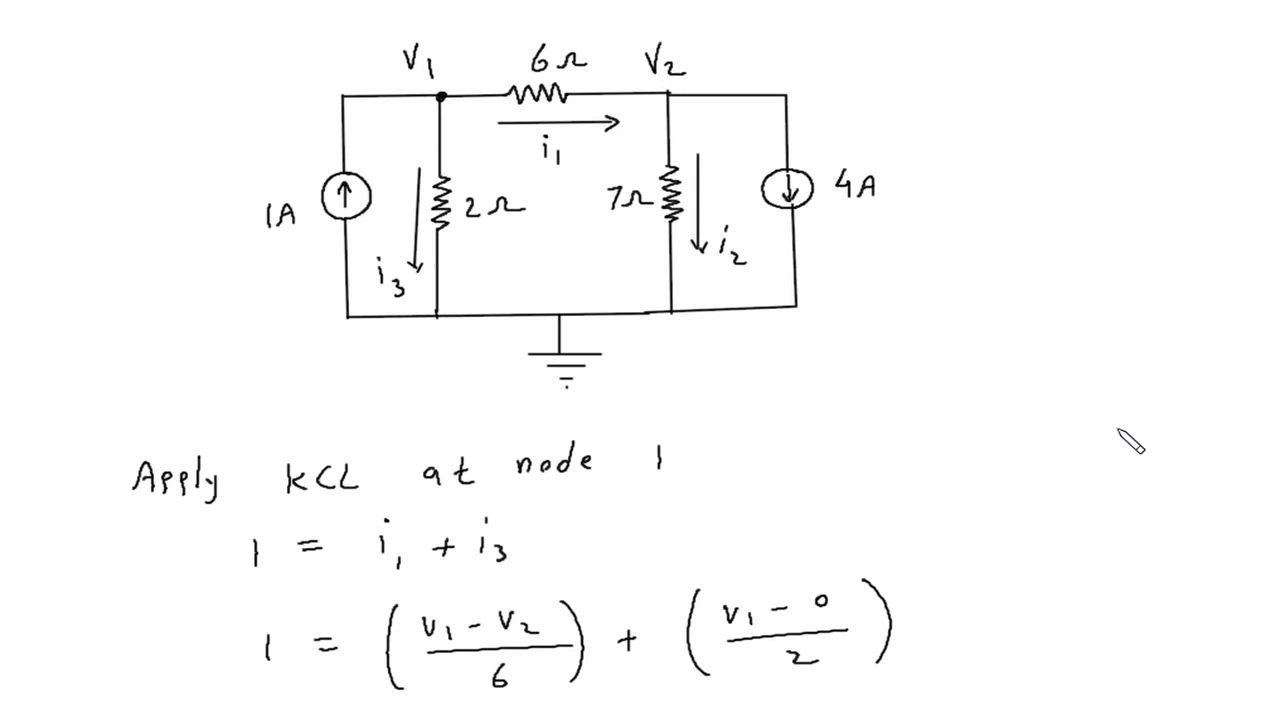 V1 6Ω V2
i1
1A 2Ω 7Ω 4A
i3 i2
Apply KCL at node 1
1 = i1 + i3
1 = (V1 - V2 / 6) + (V1 - 0 / 2)